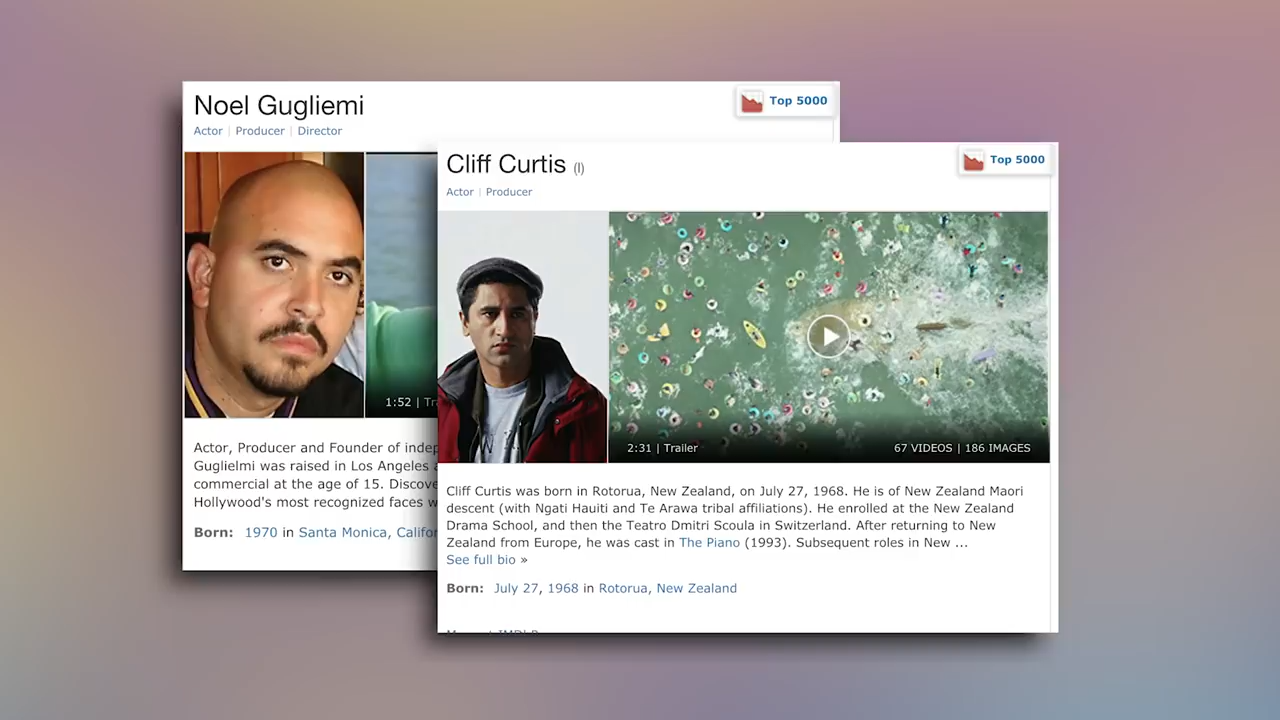 Noel Gugliemi
Top 5000
Actor | Producer | Director
1:52 |
Actor, Producer and Founder of
Guglielmi was raised in Los Angeles
commercial at the age of 15.
Hollywood's most recognized faces
Born: 1970 in Santa Monica,
Cliff Curtis (I)
Top 5000
Actor | Producer
2:31 | Trailer
67 VIDEOS | 186 IMAGES
Cliff Curtis was born in Rotorua, New Zealand, on July 27, 1968. He is of New Zealand Maori
descent (with Ngati Hauiti and Te Arawa tribal affiliations). He enrolled at the New Zealand
Drama School, and then the Teatro Dmitri Scoula in Switzerland. After returning to New
Zealand from Europe, he was cast in The Piano (1993). Subsequent roles in New ...
See full bio »
Born: July 27, 1968 in Rotorua, New Zealand